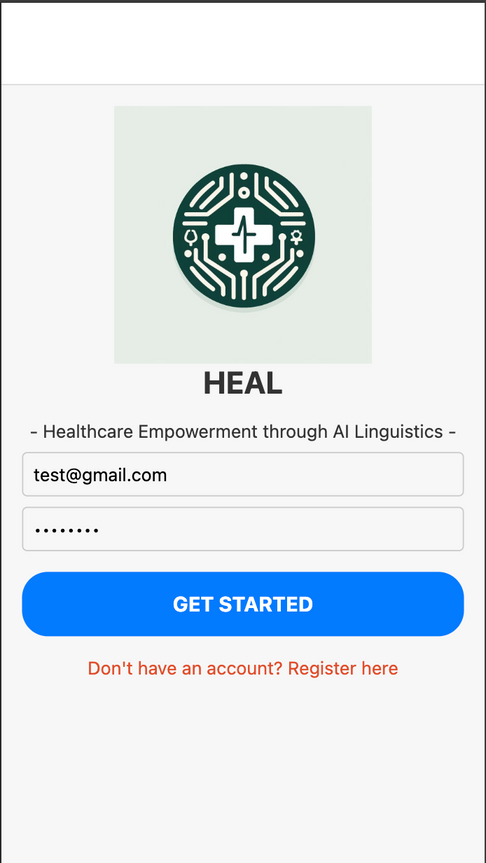 HEAL
- Healthcare Empowerment through AI Linguistics -
test@gmail.com
••••••••
GET STARTED
Don't have an account? Register here